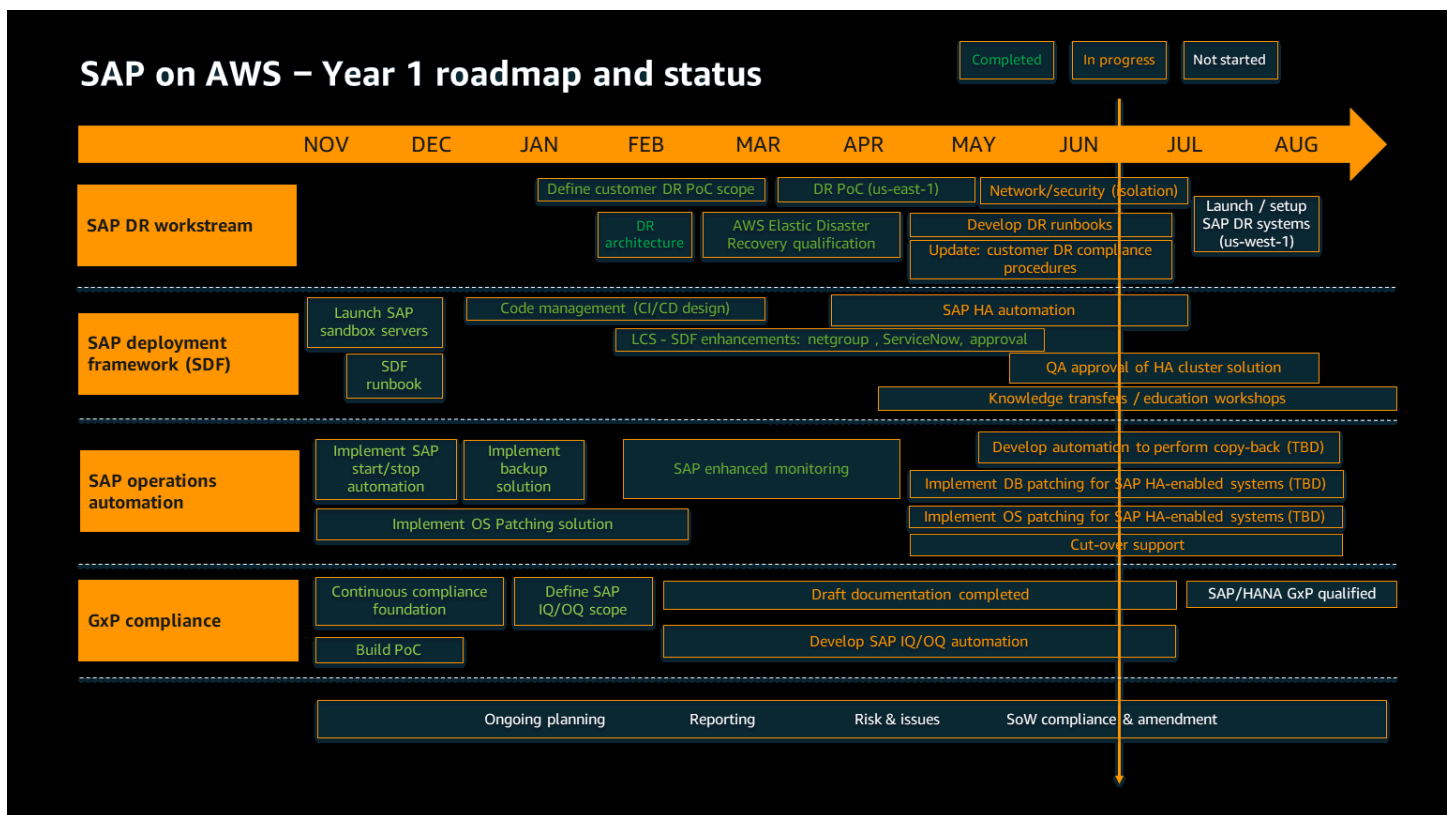 SAP on AWS – Year 1 roadmap and status
Completed
In progress
Not started
NOV DEC JAN FEB MAR APR MAY JUN JUL AUG
SAP DR workstream
Define customer DR PoC scope
DR PoC (us-east-1)
Network/security (isolation)
DR
architecture
AWS Elastic Disaster
Recovery qualification
Develop DR runbooks
Update: customer DR compliance
procedures
Launch / setup
SAP DR systems
(us-west-1)
SAP deployment
framework (SDF)
Launch SAP
sandbox servers
Code management (CI/CD design)
SAP HA automation
LCS - SDF enhancements: netgroup , ServiceNow, approval
SDF
runbook
QA approval of HA cluster solution
Knowledge transfers / education workshops
SAP operations
automation
Implement SAP
start/stop
automation
Implement
backup
solution
SAP enhanced monitoring
Develop automation to perform copy-back (TBD)
Implement DB patching for SAP HA-enabled systems (TBD)
Implement OS Patching solution
Implement OS patching for SAP HA-enabled systems (TBD)
Cut-over support
GxP compliance
Continuous compliance
foundation
Define SAP
IQ/OQ scope
Draft documentation completed
SAP/HANA GxP qualified
Build PoC
Develop SAP IQ/OQ automation
Ongoing planning
Reporting
Risk & issues
SoW compliance & amendment